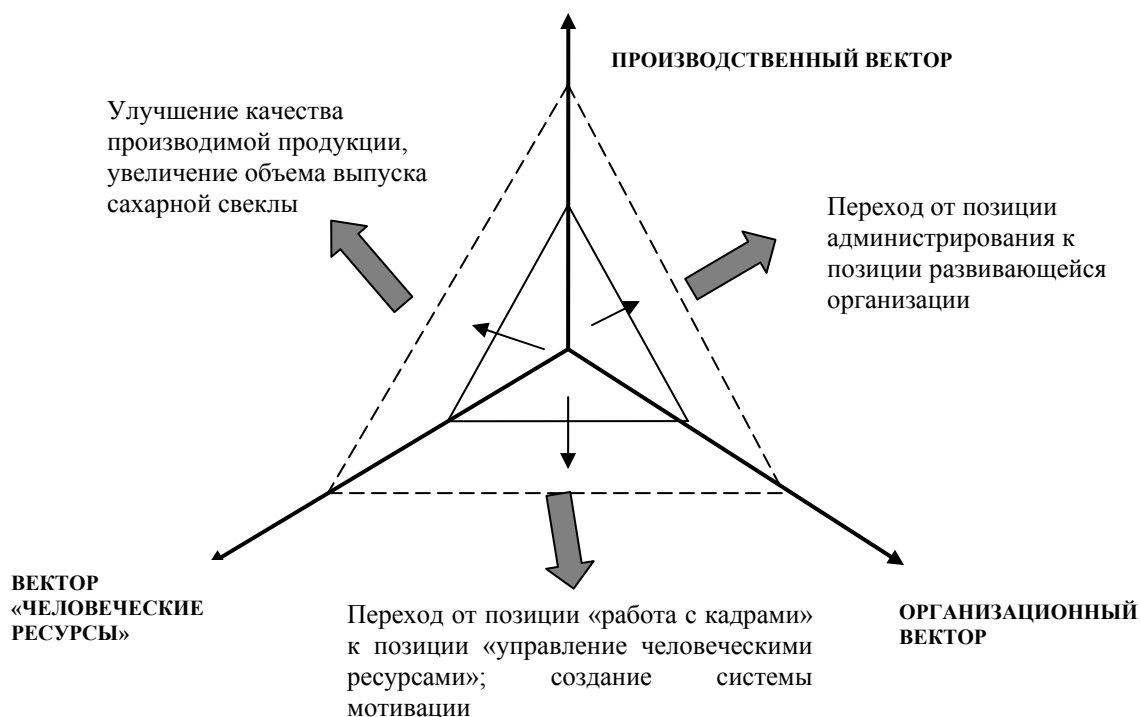 ПРОИЗВОДСТВЕННЫЙ ВЕКТОР
Улучшение качества
производимой продукции,
увеличение объема выпуска
сахарной свеклы
Переход от позиции
администрирования к
позиции развивающейся
организации
ВЕКТОР
«ЧЕЛОВЕЧЕСКИЕ
РЕСУРСЫ»
Переход от позиции «работа с кадрами»
к позиции «управление человеческими
ресурсами»; создание системы
мотивации
ОРГАНИЗАЦИОННЫЙ
ВЕКТОР